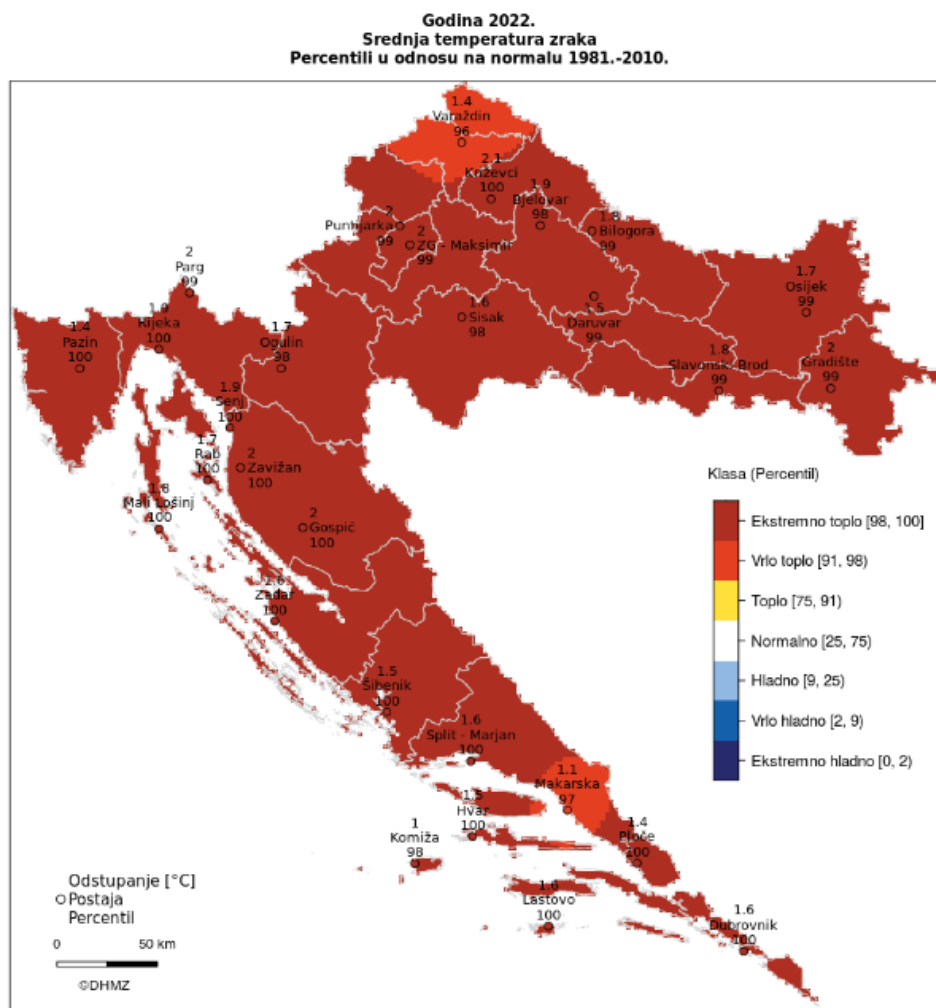 Godina 2022.
Srednja temperatura zraka
Percentili u odnosu na normalu 1981.-2010.
1.4
Varaždin
96
2.1
Križevci
100
1.9
Bjelovar
98
1.8
Bilogora
99
2
Puntijarka
99
2
ZG - Maksimir
99
2
Parg
99
1.7
Osijek
99
1.4
Pazin
100
1.9
Rijeka
100
1.7
Ogulin
98
1.6
Sisak
98
1.5
Daruvar
99
1.8
Slavonski Brod
99
2
Gradište
99
1.9
Senj
100
1.7
Rab
100
2
Zavižan
100
1.8
Mali Lošinj
100
2
Gospić
100
1.6
Zadar
100
1.5
Šibenik
100
1.6
Split - Marjan
100
1.1
Makarska
97
1.5
Hvar
100
1
Komiža
98
1.4
Ploče
100
1.6
Lastovo
100
1.6
Dubrovnik
100
Klasa (Percentil)
Ekstremno toplo [98, 100]
Vrlo toplo [91, 98)
Toplo [75, 91)
Normalno [25, 75)
Hladno [9, 25)
Vrlo hladno [2, 9)
Ekstremno hladno [0, 2)
Odstupanje [°C]
Postaja
Percentil
0 50 km
©DHMZ